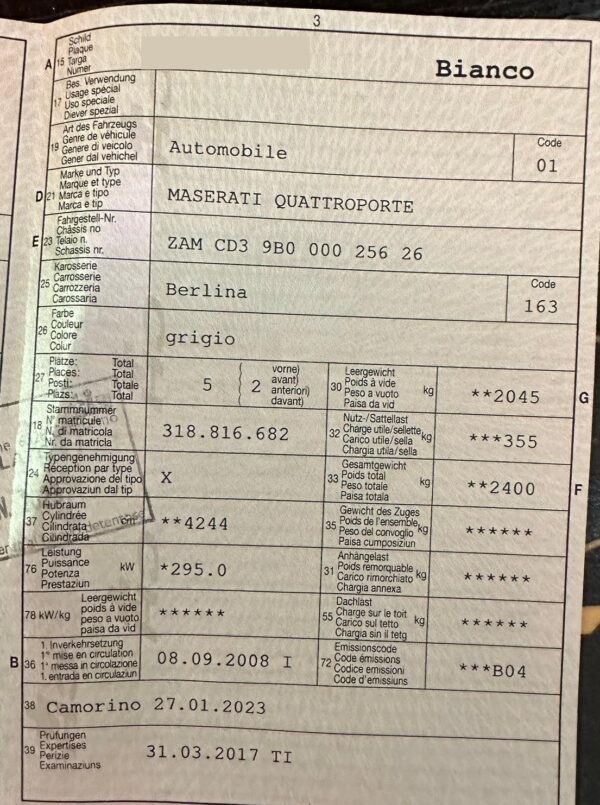 3
Schild
Plaque
A 15 Targa
Numer
Bianco
Bes. Verwendung
Usage spécial
17 Uso speciale
Diever spezial
Art des Fahrzeugs
Genre de véhicule
19 Genere di veicolo
Gener dal vehichel
Automobile
Code
01
Marke und Typ
Marque et type
D 21 Marca e tipo
Marca e tip
MASERATI QUATTROPORTE
Fahrgestell-Nr.
Châssis no
E 23 Telaio n.
Schassis nr.
ZAM CD3 9B0 000 256 26
Karosserie
25 Carrosserie
Carrozzeria
Carossaria
Berlina
Code
163
Farbe
26 Couleur
Colore
Colur
grigio
Plätze: Total
27 Places: Total
Posti: Totale
Plazs: Total
5
2
vorne)
avant)
anteriori)
davant)
Leergewicht
30 Poids à vide kg
Peso a vuoto
Paisa da vid
**2045
G
Stammnummer
18 N° matricule
N. di matricola
Nr. da matricla
318.816.682
Nutz-/Sattellast
32 Charge utile/sellette kg
Carico utile/sella
Chargia utila/sella
***355
Typengenehmigung
24 Réception par type
Approvazione del tipo
Approvaziun dal tip
X
Gesamtgewicht
33 Poids total kg
Peso totale
Paisa totala
**2400
F
Hubraum
37 Cylindrée cm³
Cilindrata
Cilindrada
**4244
Gewicht des Zuges
35 Poids de l'ensemble kg
Peso del convoglio
Paisa cumposiziun
******
Leistung
76 Puissance kW
Potenza
Prestaziun
*295.0
Anhängelast
31 Poids remorquable kg
Carico rimorchiato
Chargia annexa
******
Leergewicht
78 kW/kg poids à vide
peso a vuoto
paisa da vid
******
Dachlast
55 Charge sur le toit kg
Carico sul tetto
Chargia sin il tetg
******
1. Inverkehrsetzung
B 36 1° mise en circulation
1° messa in circolazione
1. entrada en circulaziun
08.09.2008 I
Emissionscode
72 Code émissions
Codice emissioni
Code d'emissiuns
***B04
38 Camorino 27.01.2023
Prüfungen
39 Expertises
Perizie
Examinaziuns
31.03.2017 TI